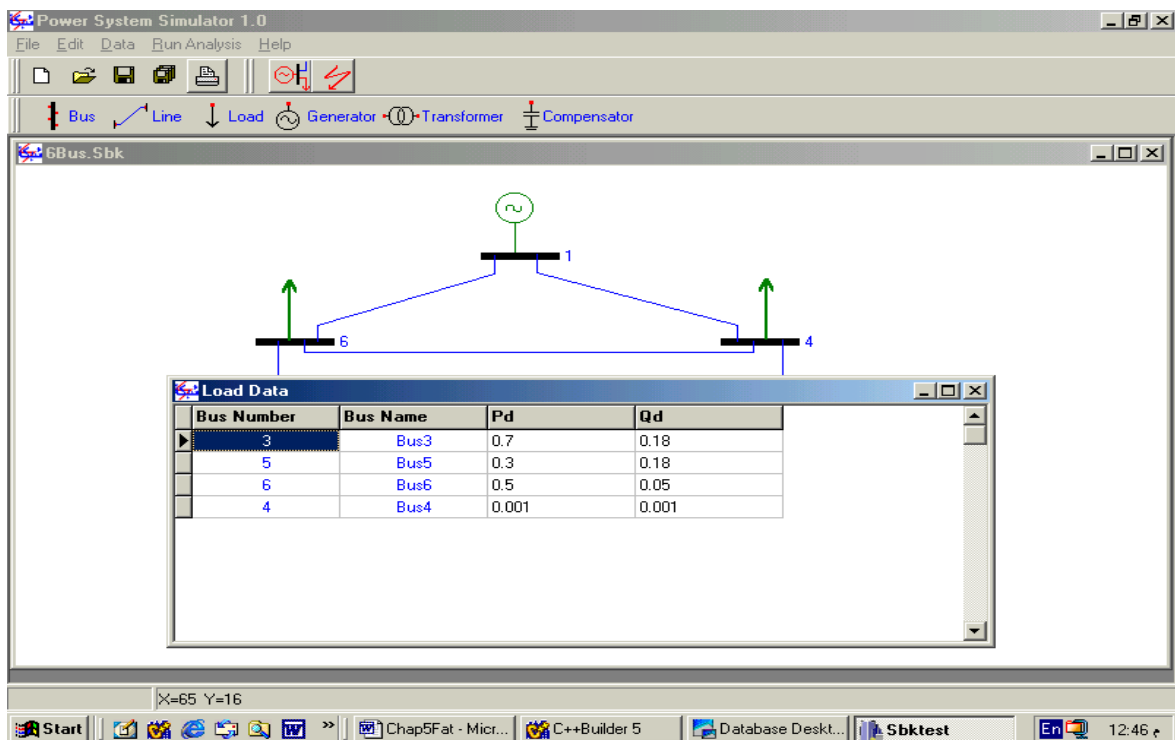 Power System Simulator 1.0
File Edit Data Run Analysis Help
Bus Line Load Generator Transformer Compensator
6Bus.Sbk
1
6
4
Load Data
Bus Number Bus Name Pd Qd
3 Bus3 0.7 0.18
5 Bus5 0.3 0.18
6 Bus6 0.5 0.05
4 Bus4 0.001 0.001
X=65 Y=16
Start » Chap5Fat - Micr... C++Builder 5 Database Deskt... Sbktest En 12:46 م